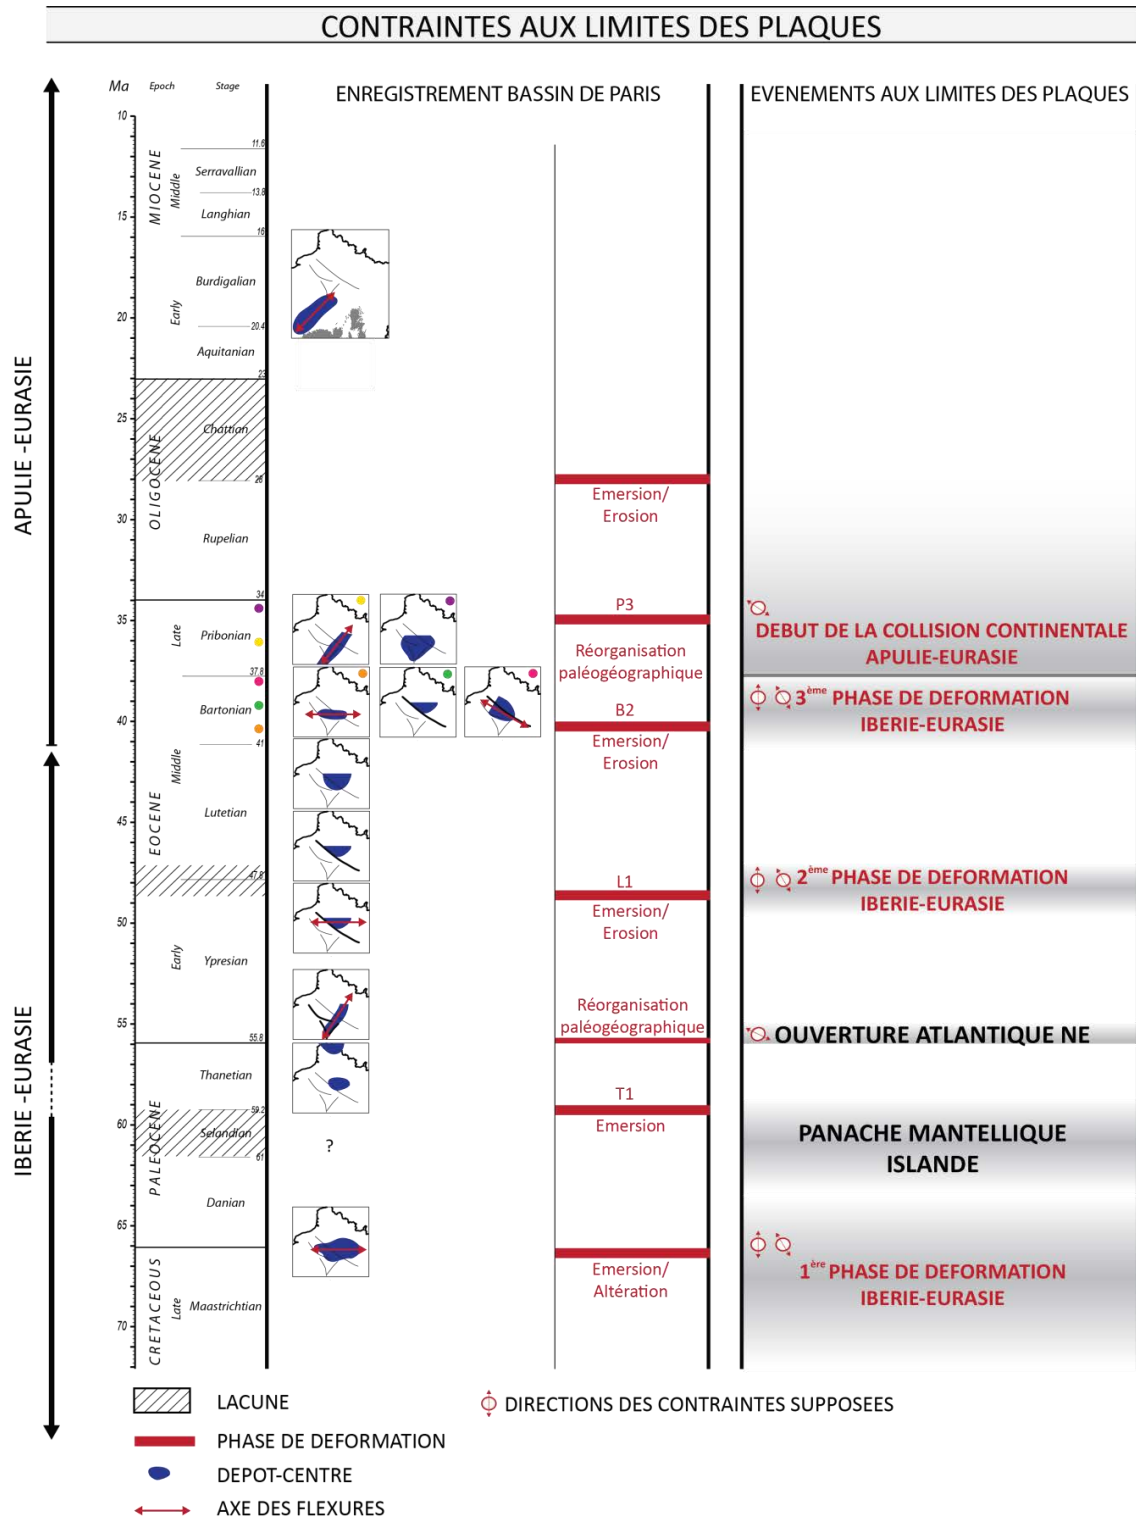 CONTRAINTES AUX LIMITES DES PLAQUES
Ma
Epoch
Stage
ENREGISTREMENT BASSIN DE PARIS
EVENEMENTS AUX LIMITES DES PLAQUES
APULIE -EURASIE
IBERIE -EURASIE
10
15
20
25
30
35
40
45
50
55
60
65
70
MIOCENE
Middle
Early
OLIGOCENE
EOCENE
Late
Middle
Early
PALEOCENE
CRETACEOUS
Late
11.6
Serravallian
13.8
Langhian
16
Burdigalian
20.4
Aquitanian
23
Chattian
28
Rupelian
34
Pribonian
37.8
Bartonian
41
Lutetian
47.8
Ypresian
55.8
Thanetian
59.2
Selandian
61
Danian
Maastrichtian
?
Emersion/
Erosion
P3
Réorganisation
paléogéographique
B2
Emersion/
Erosion
L1
Emersion/
Erosion
Réorganisation
paléogéographique
T1
Emersion
Emersion/
Altération
DEBUT DE LA COLLISION CONTINENTALE
APULIE-EURASIE
3ème PHASE DE DEFORMATION
IBERIE-EURASIE
2ème PHASE DE DEFORMATION
IBERIE-EURASIE
OUVERTURE ATLANTIQUE NE
PANACHE MANTELLIQUE
ISLANDE
1ère PHASE DE DEFORMATION
IBERIE-EURASIE
LACUNE
DIRECTIONS DES CONTRAINTES SUPPOSEES
PHASE DE DEFORMATION
DEPOT-CENTRE
AXE DES FLEXURES